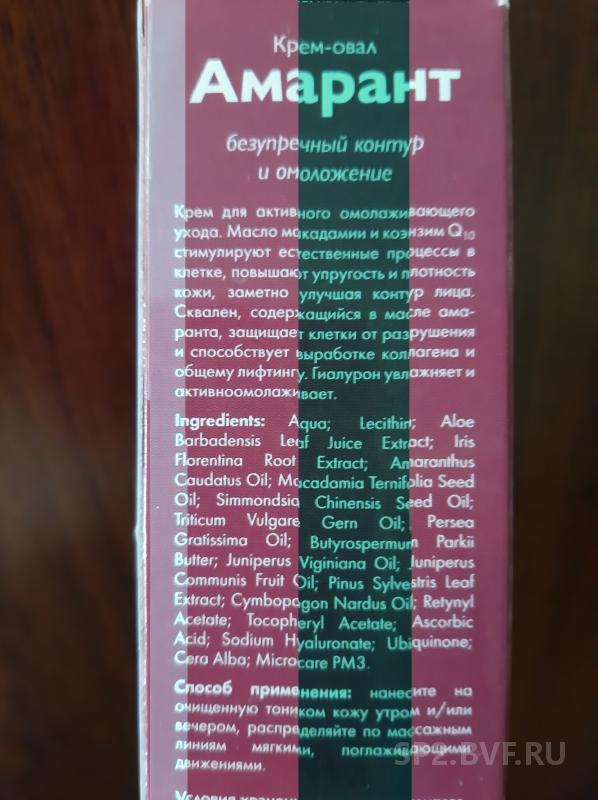 Крем-овал
Амарант
безупречный контур
и омоложение
Крем для активного омолаживающего
ухода. Масло макадамии и коэнзим Q10
стимулируют естественные процессы в
клетке, повышают упругость и плотность
кожи, заметно улучшая контур лица.
Сквален, содержащийся в масле ама-
ранта, защищает клетки от разрушения
и способствует выработке коллагена и
общему лифтингу. Гиалурон увлажняет и
активноомолаживает.
Ingredients: Aqua; Lecithin; Aloe
Barbadensis Leaf Juice Extract; Iris
Florentina Root Extract; Amaranthus
Caudatus Oil; Macadamia Ternifolia Seed
Oil; Simmondsia Chinensis Seed Oil;
Triticum Vulgare Gern Oil; Persea
Gratissima Oil; Butyrospermum Parkii
Butter; Juniperus Viginiana Oil; Juniperus
Communis Fruit Oil; Pinus Sylvestris Leaf
Extract; Cymbopogon Nardus Oil; Retynyl
Acetate; Tocopheryl Acetate; Ascorbic
Acid; Sodium Hyaluronate; Ubiquinone;
Cera Alba; Microcare PM3.
Способ применения: нанесите на
очищенную тоником кожу утром и/или
вечером, распределяйте по массажным
линиям мягкими, поглаживающими
движениями.
SP2.BVF.RU